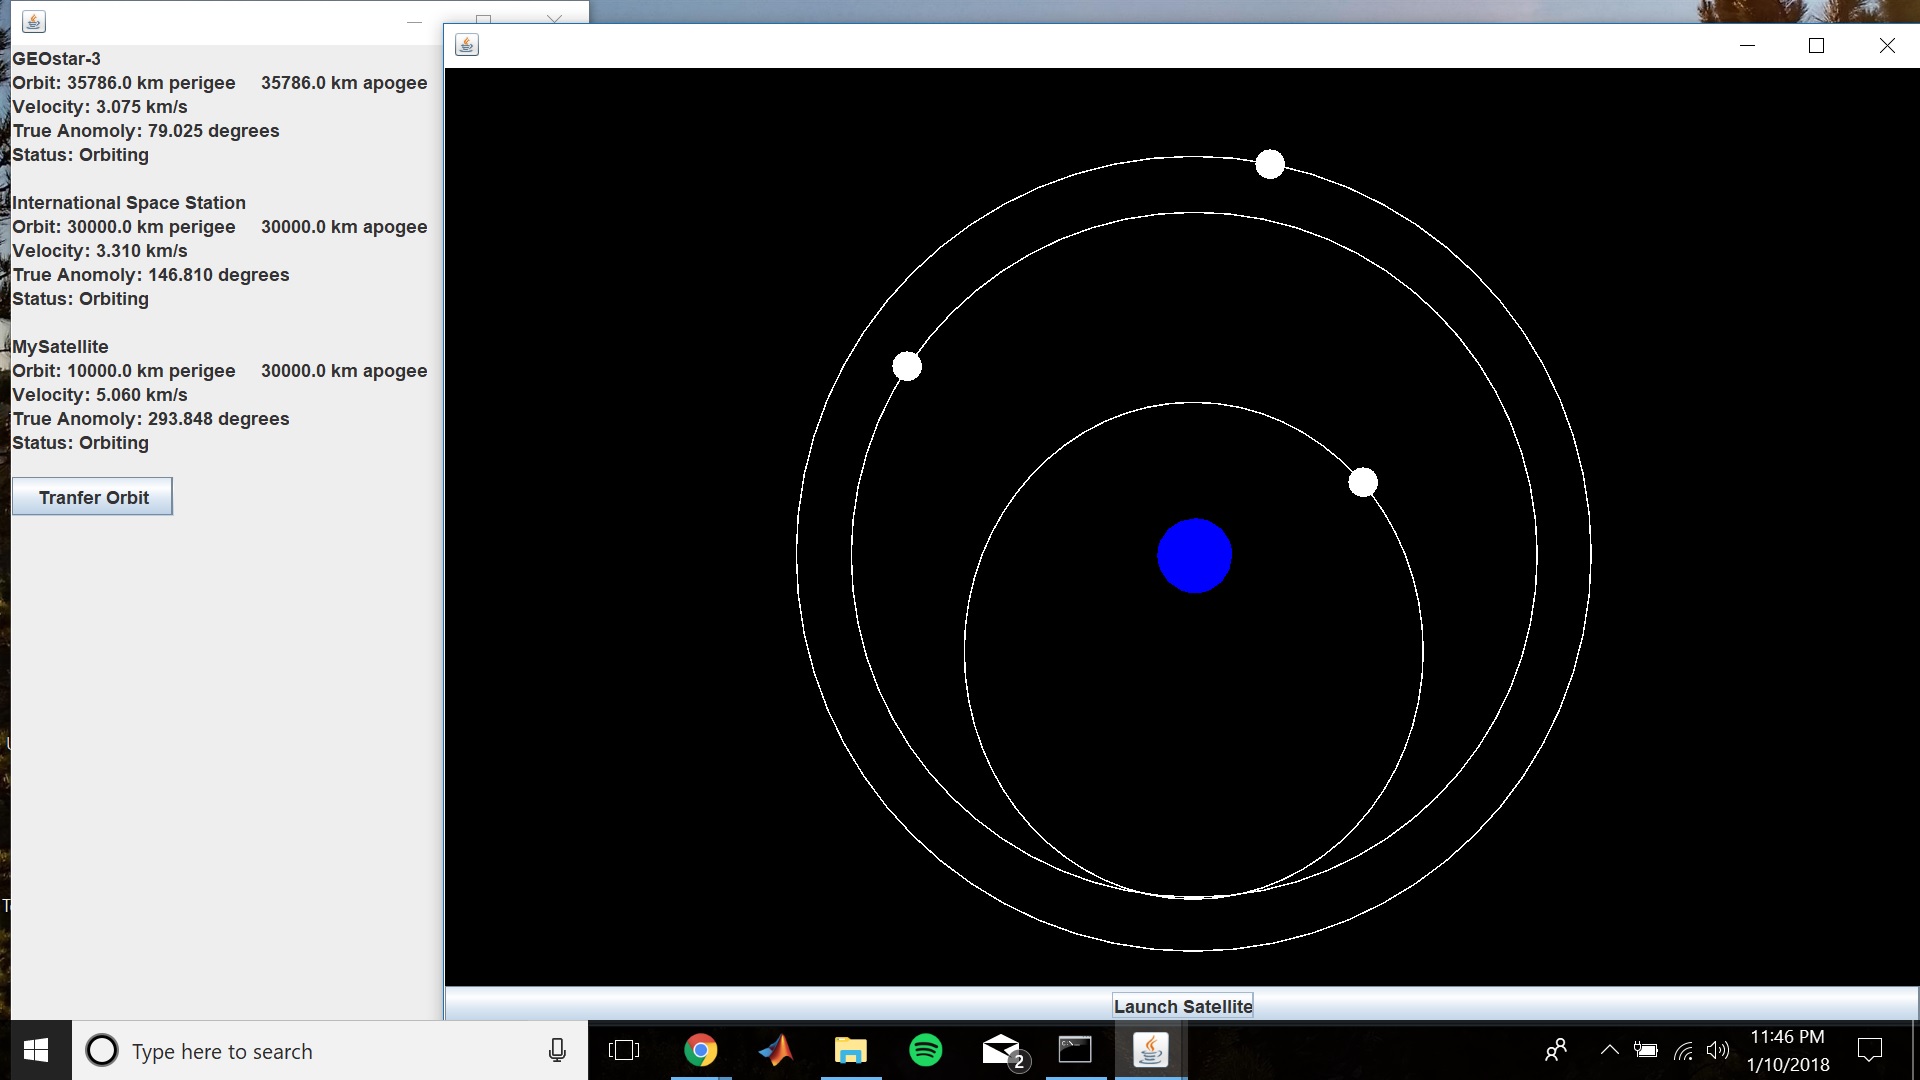 GEOstar-3
Orbit: 35786.0 km perigee 35786.0 km apogee
Velocity: 3.075 km/s
True Anomoly: 79.025 degrees
Status: Orbiting
International Space Station
Orbit: 30000.0 km perigee 30000.0 km apogee
Velocity: 3.310 km/s
True Anomoly: 146.810 degrees
Status: Orbiting
MySatellite
Orbit: 10000.0 km perigee 30000.0 km apogee
Velocity: 5.060 km/s
True Anomoly: 293.848 degrees
Status: Orbiting
Tranfer Orbit
Launch Satellite
Type here to search
2
11:46 PM
1/10/2018